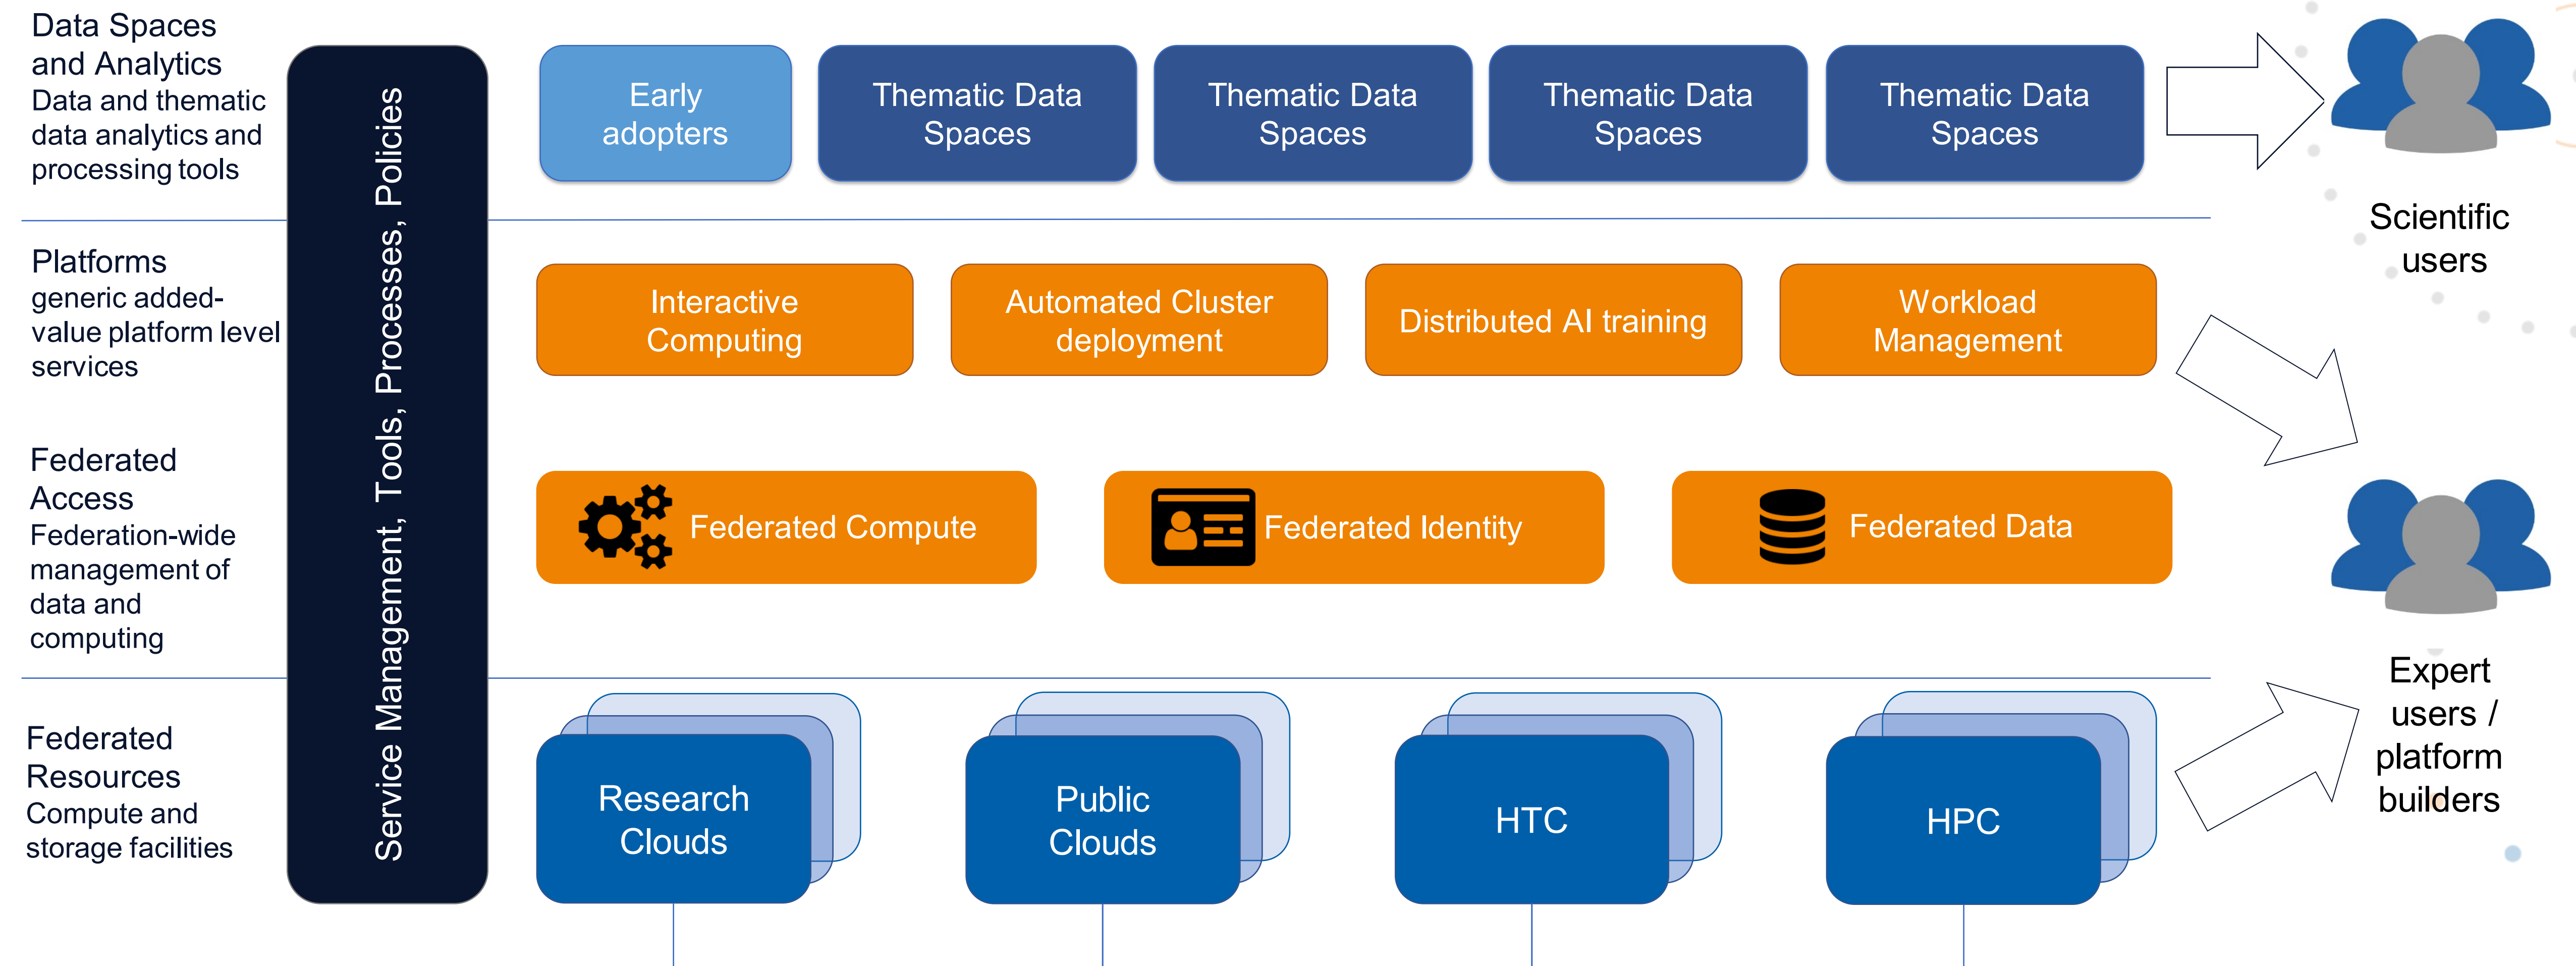 Data Spaces
and Analytics
Data and thematic
data analytics and
processing tools
Service Management, Tools, Processes, Policies
Early
adopters
Thematic Data
Spaces
Thematic Data
Spaces
Thematic Data
Spaces
Thematic Data
Spaces
Scientific
users
Platforms
generic added-
value platform level
services
Interactive
Computing
Automated Cluster
deployment
Distributed AI training
Workload
Management
Federated
Access
Federation-wide
management of
data and
computing
Federated Compute
Federated Identity
Federated Data
Expert
users /
platform
builders
Federated
Resources
Compute and
storage facilities
Research
Clouds
Public
Clouds
HTC
HPC